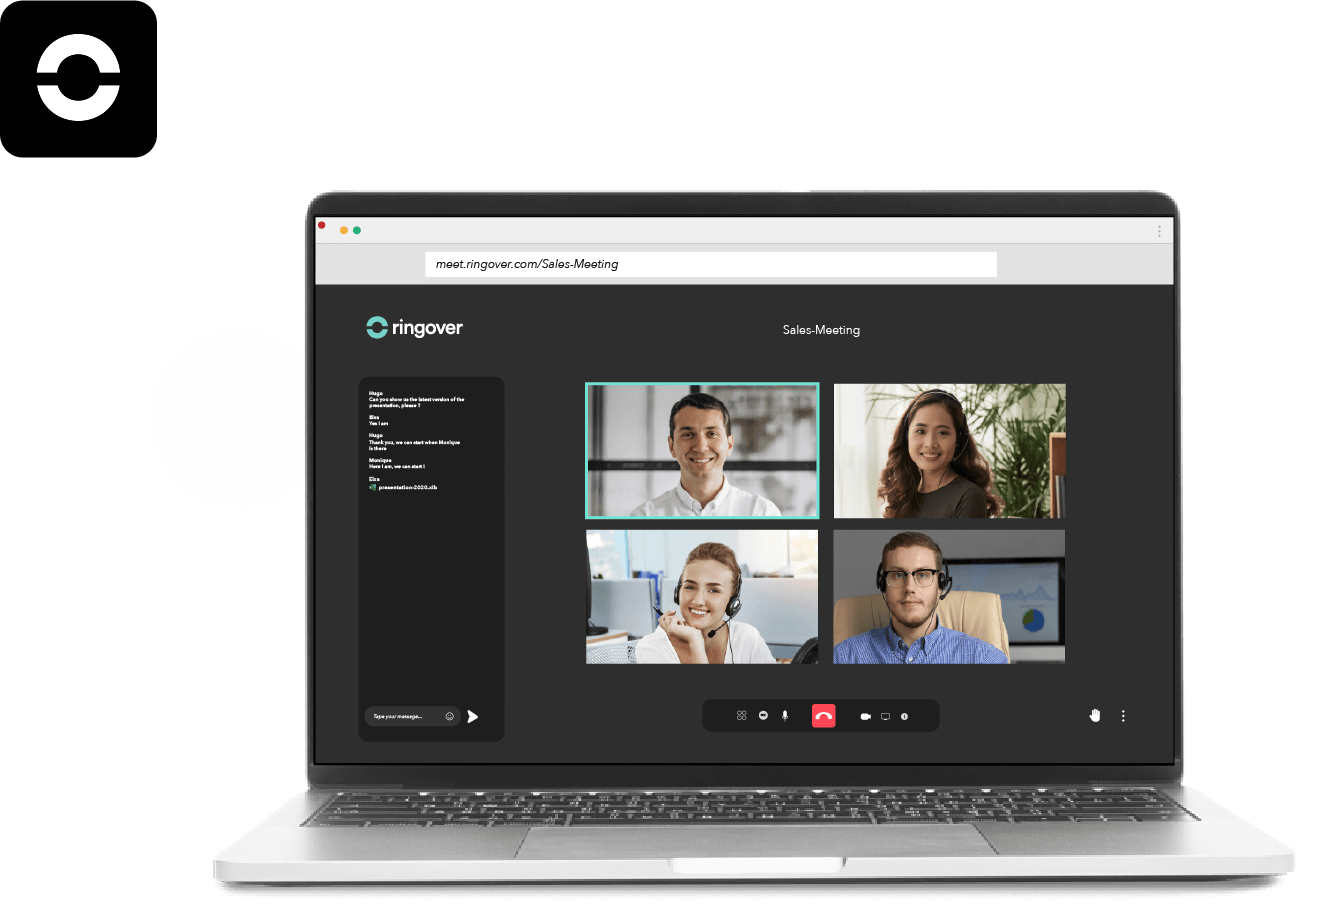 meet.ringover.com/Sales-Meeting
ringover
Sales-Meeting
Hugo
Can you show us the latest version of the
presentation, please ?
Elsa
Yes I am
Hugo
Thank you, we can start when Monique
is there
Monique
Here I am, we can start !
Elsa
presentation-2020.xlb
Type your message...